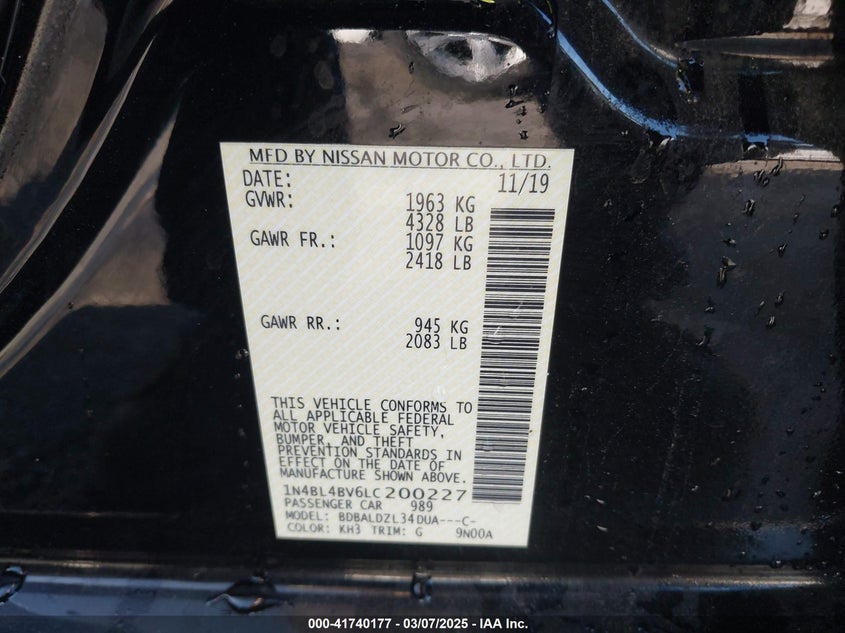 MFD BY NISSAN MOTOR CO., LTD.
DATE: 11/19
GVWR: 1963 KG
4328 LB
GAWR FR.: 1097 KG
2418 LB
GAWR RR.: 945 KG
2083 LB
THIS VEHICLE CONFORMS TO
ALL APPLICABLE FEDERAL
MOTOR VEHICLE SAFETY,
BUMPER, AND THEFT
PREVENTION STANDARDS IN
EFFECT ON THE DATE OF
MANUFACTURE SHOWN ABOVE.
1N4BL4BV6LC200227
PASSENGER CAR 989
MODEL: BDBALDZL34DUA---C-
COLOR: KH3 TRIM: G 9N00A
000-41740177 - 03/07/2025 - IAA Inc.